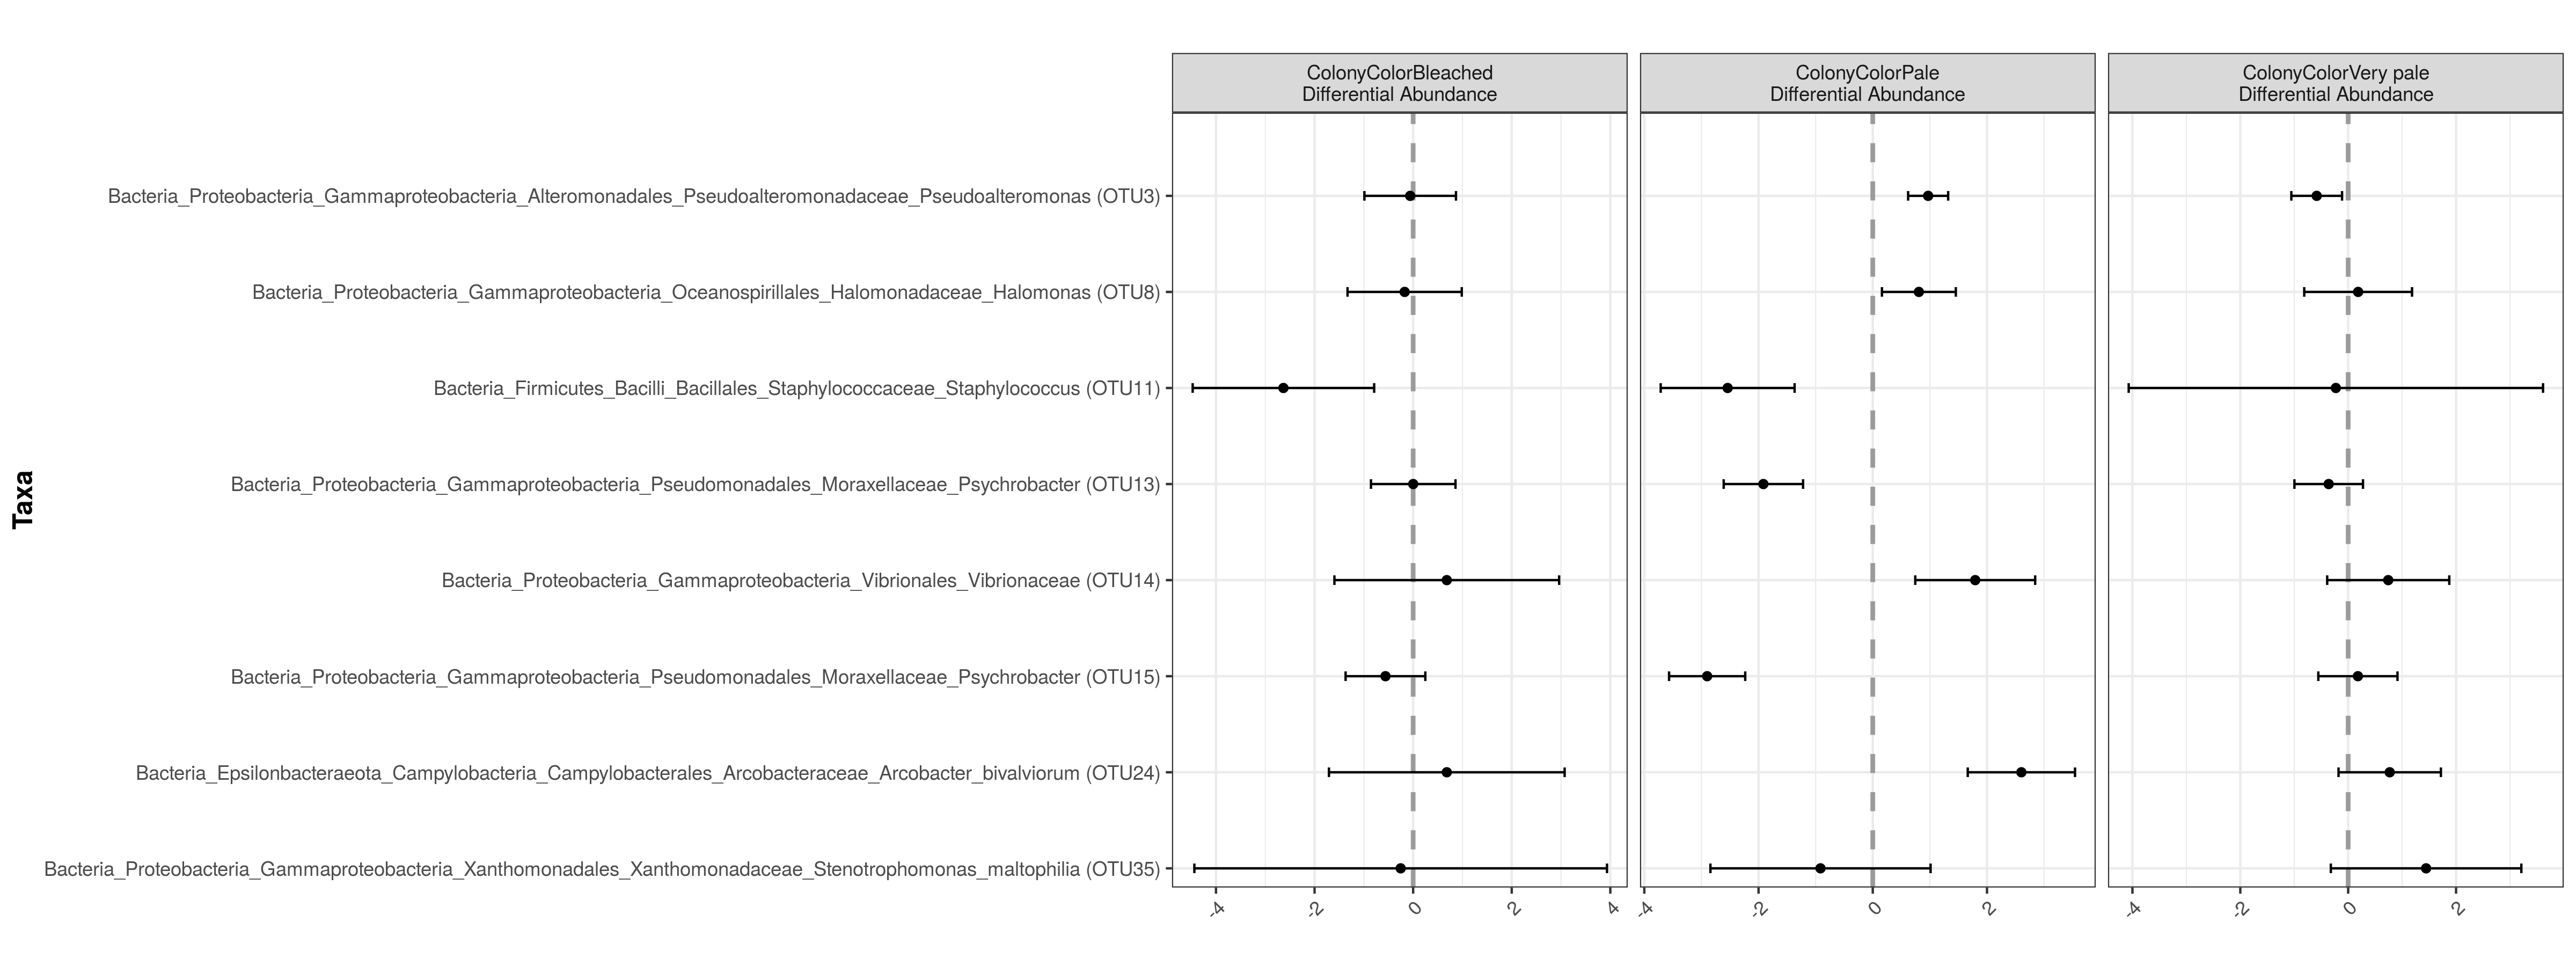 ColonyColorBleached
Differential Abundance
ColonyColorPale
Differential Abundance
ColonyColorVery pale
Differential Abundance
Taxa
Bacteria_Proteobacteria_Gammaproteobacteria_Alteromonadales_Pseudoalteromonadaceae_Pseudoalteromonas (OTU3)
Bacteria_Proteobacteria_Gammaproteobacteria_Oceanospirillales_Halomonadaceae_Halomonas (OTU8)
Bacteria_Firmicutes_Bacilli_Bacillales_Staphylococcaceae_Staphylococcus (OTU11)
Bacteria_Proteobacteria_Gammaproteobacteria_Pseudomonadales_Moraxellaceae_Psychrobacter (OTU13)
Bacteria_Proteobacteria_Gammaproteobacteria_Vibrionales_Vibrionaceae (OTU14)
Bacteria_Proteobacteria_Gammaproteobacteria_Pseudomonadales_Moraxellaceae_Psychrobacter (OTU15)
Bacteria_Epsilonbacteraeota_Campylobacteria_Campylobacterales_Arcobacteraceae_Arcobacter_bivalviorum (OTU24)
Bacteria_Proteobacteria_Gammaproteobacteria_Xanthomonadales_Xanthomonadaceae_Stenotrophomonas_maltophilia (OTU35)
-4 -2 0 2 4
-4 -2 0 2
-4 -2 0 2